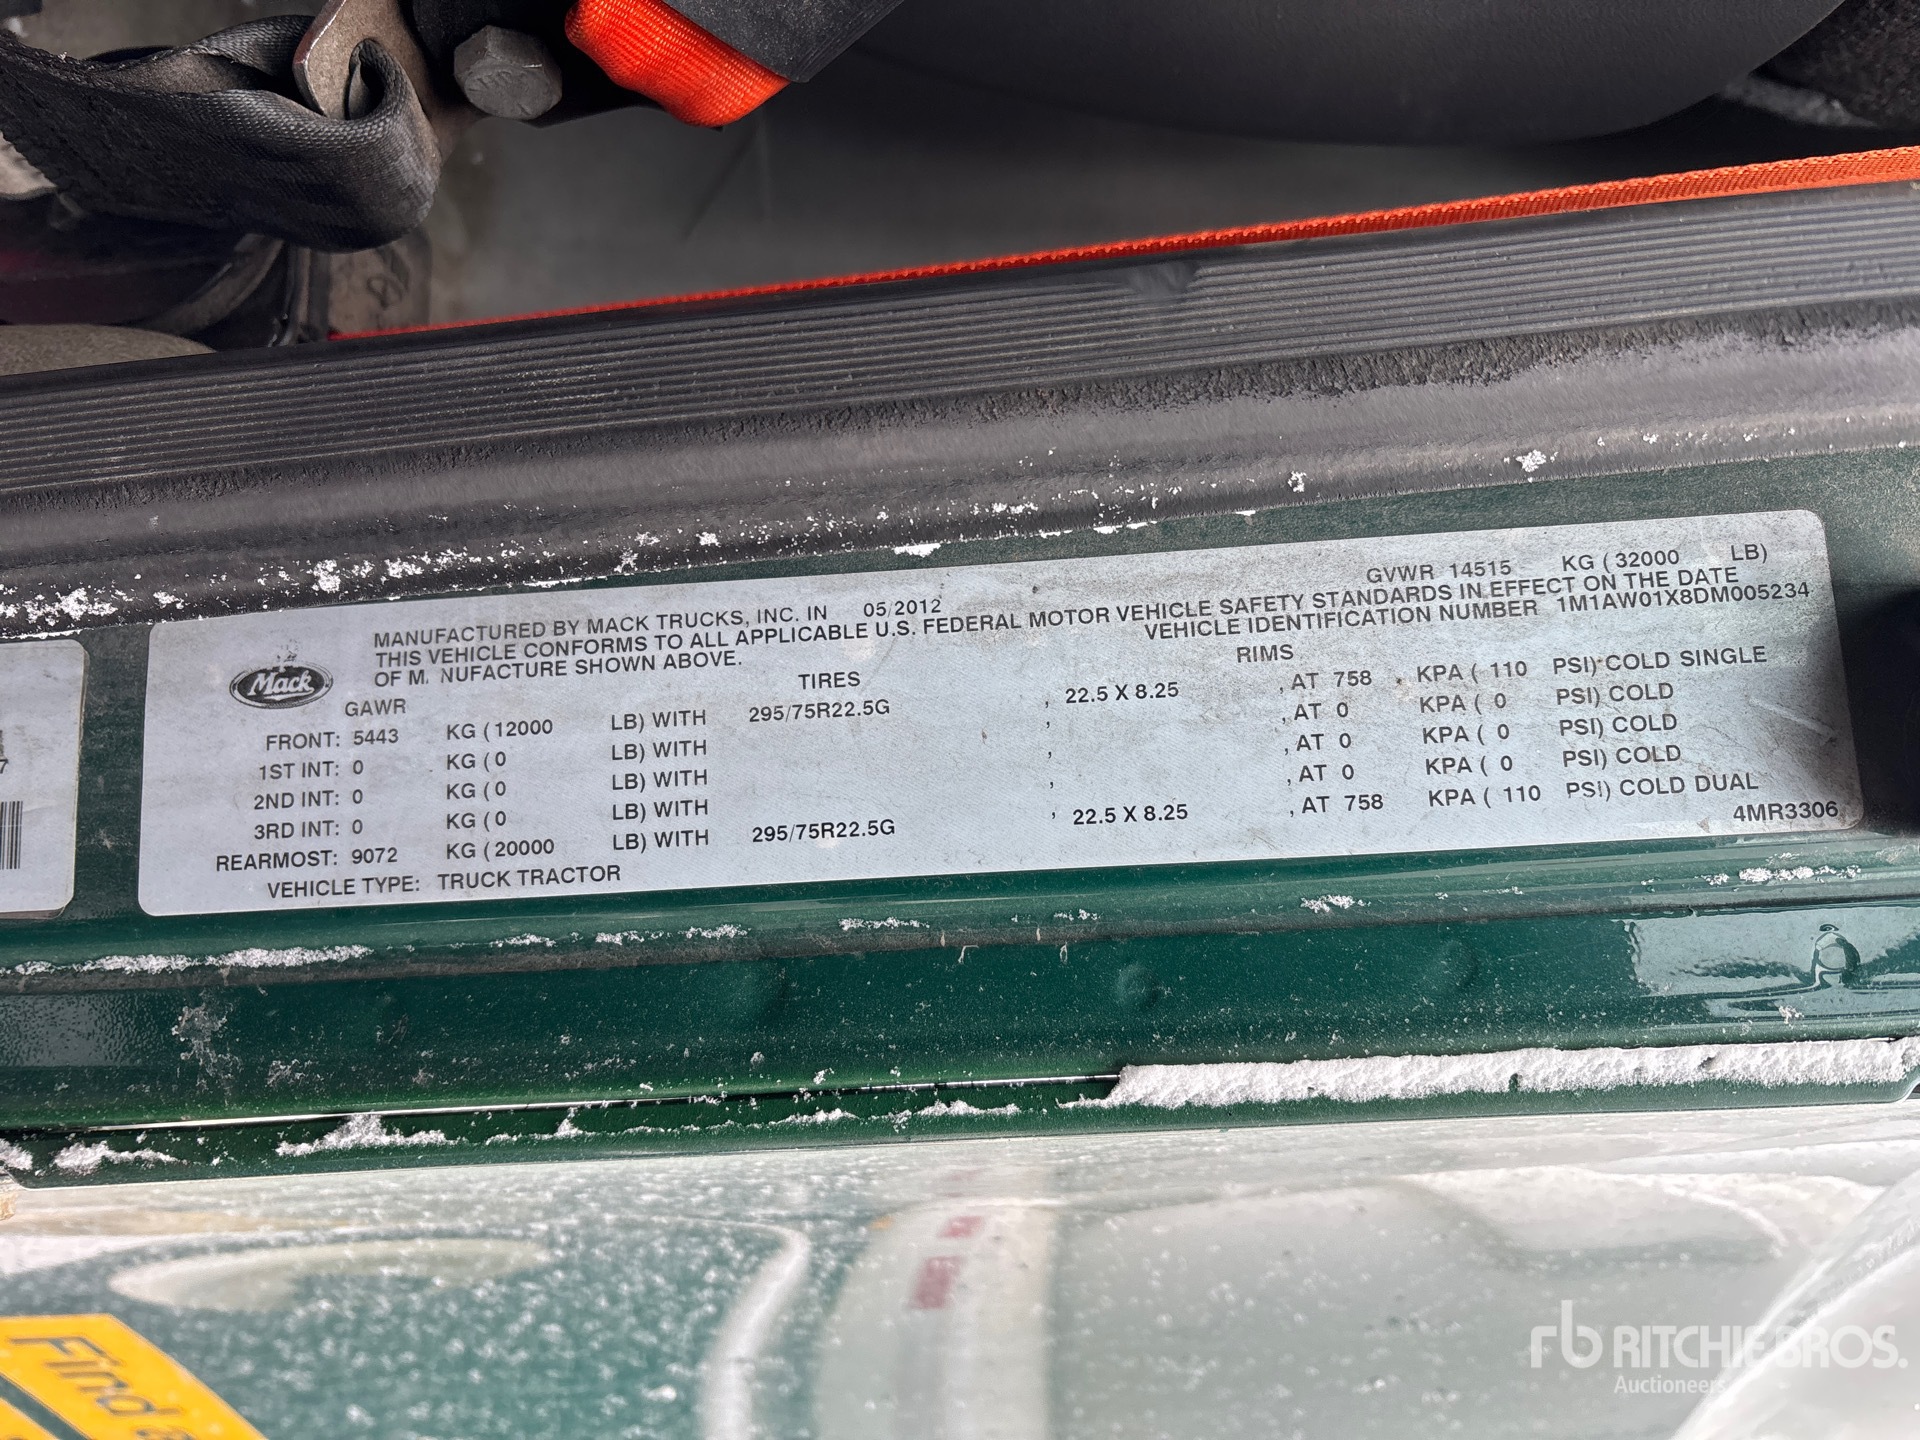 MANUFACTURED BY MACK TRUCKS, INC. IN 05/2012 GVWR 14515 KG ( 32000 LB)
THIS VEHICLE CONFORMS TO ALL APPLICABLE U.S. FEDERAL MOTOR VEHICLE SAFETY STANDARDS IN EFFECT ON THE DATE
OF M. NUFACTURE SHOWN ABOVE. VEHICLE IDENTIFICATION NUMBER 1M1AW01X8DM005234
Mack
GAWR TIRES RIMS
FRONT: 5443 KG ( 12000 LB) WITH 295/75R22.5G , 22.5 X 8.25 , AT 758 , KPA ( 110 PSI) COLD SINGLE
1ST INT: 0 KG ( 0 LB) WITH , , AT 0 KPA ( 0 PSI) COLD
2ND INT: 0 KG ( 0 LB) WITH , , AT 0 KPA ( 0 PSI) COLD
3RD INT: 0 KG ( 0 LB) WITH , , AT 0 KPA ( 0 PSI) COLD
REARMOST: 9072 KG ( 20000 LB) WITH 295/75R22.5G , 22.5 X 8.25 , AT 758 KPA ( 110 PSI) COLD DUAL
VEHICLE TYPE: TRUCK TRACTOR 4MR3306
7
Find
rb RITCHIE BROS.
Auctioneers